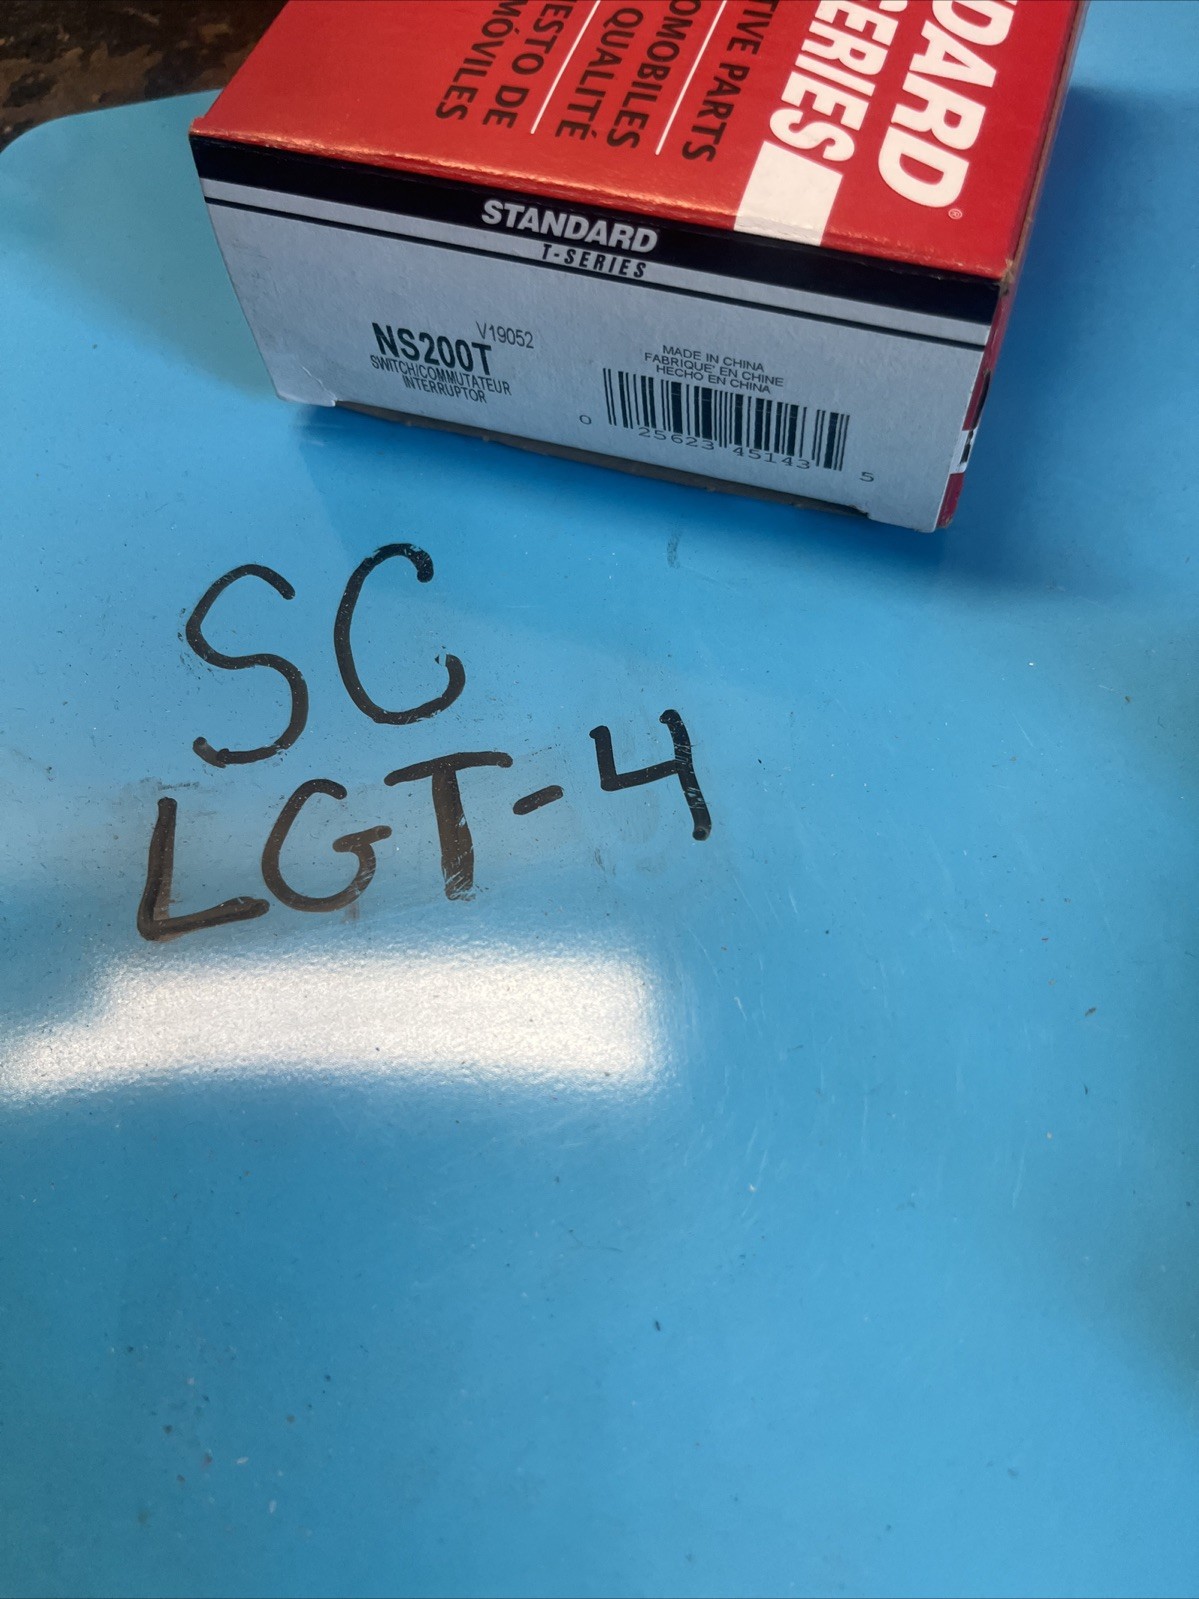 DARD®
SERIES
TIVE PARTS
OMOBILES
QUALITÉ
ESTO DE
MÓVILES
STANDARD
T-SERIES
V19052
NS200T
SWITCH/COMMUTATEUR
INTERRUPTOR
MADE IN CHINA
FABRIQUE' EN CHINE
HECHO EN CHINA
0 25623 45143 5
SC
LGT-4